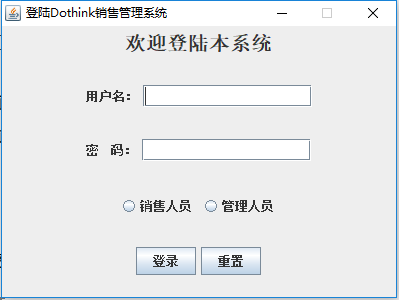 登陆Dothink销售管理系统
欢迎登陆本系统
用户名：
密 码：
销售人员 管理人员
登录 重置